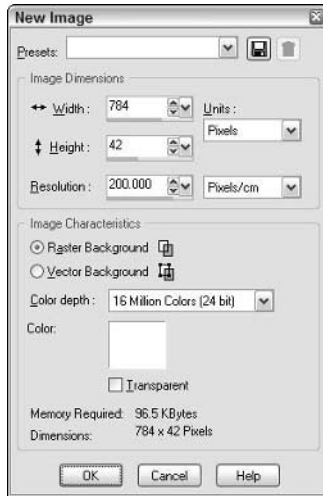 New Image
Presets:
Image Dimensions
Width : 784 Units :
Pixels
Height : 42
Resolution : 200.000 Pixels/cm
Image Characteristics
Raster Background
Vector Background
Color depth : 16 Million Colors (24 bit)
Color:
Transparent
Memory Required: 96.5 KBytes
Dimensions: 784 x 42 Pixels
OK Cancel Help